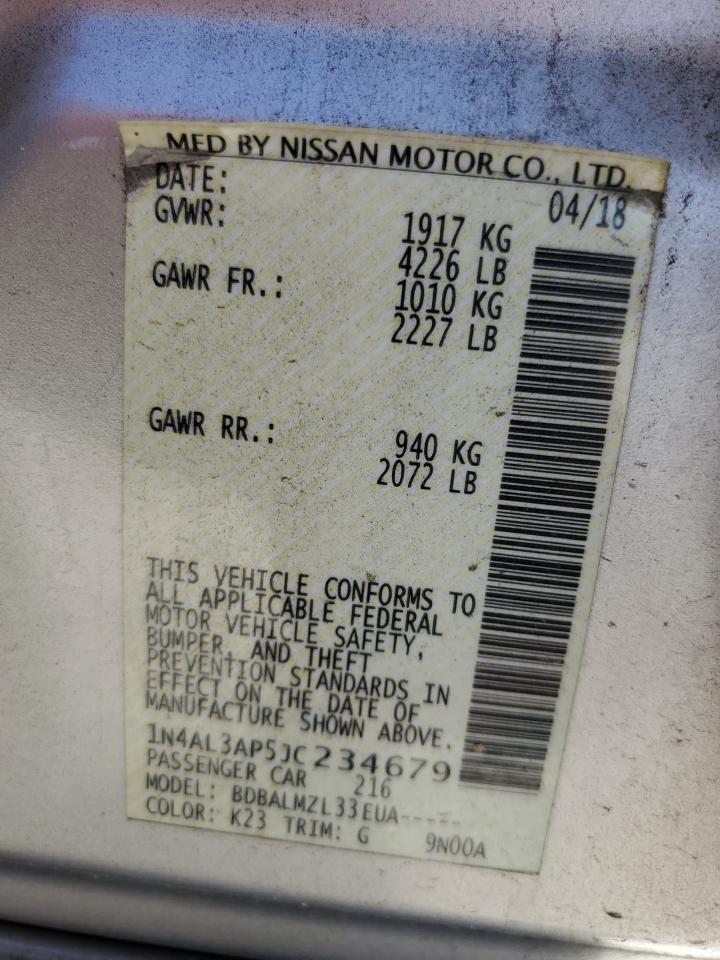 MFD BY NISSAN MOTOR CO., LTD.
DATE: 04/18
GVWR: 1917 KG
4226 LB
GAWR FR.: 1010 KG
2227 LB
GAWR RR.: 940 KG
2072 LB
THIS VEHICLE CONFORMS TO
ALL APPLICABLE FEDERAL
MOTOR VEHICLE SAFETY,
BUMPER, AND THEFT
PREVENTION STANDARDS IN
EFFECT ON THE DATE OF
MANUFACTURE SHOWN ABOVE.
1N4AL3AP5JC234679
PASSENGER CAR 216
MODEL: BDBALMZL33EUA-----
COLOR: K23 TRIM: G 9N00A